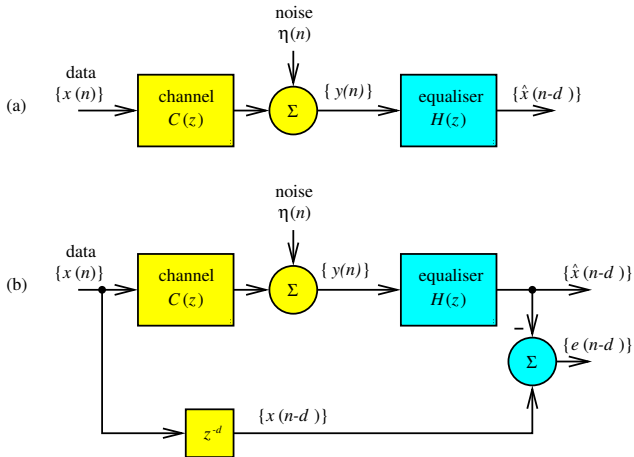 noise
η(n)
data
{x (n)}
(a)
channel
C(z)
Σ
{ y(n)}
equaliser
H(z)
{x̂ (n-d )}
noise
η(n)
data
{x (n)}
(b)
channel
C(z)
Σ
{ y(n)}
equaliser
H(z)
{x̂ (n-d )}
–
Σ
{e (n-d )}
z⁻ᵈ
{x (n-d )}